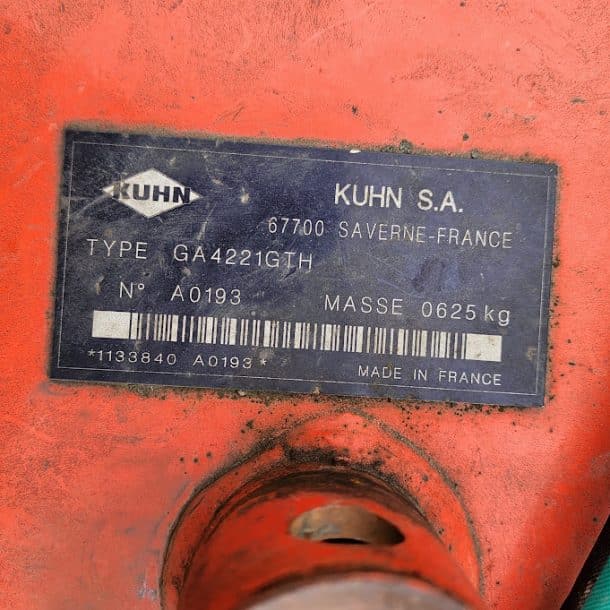 KUHN
KUHN S.A.
67700 SAVERNE-FRANCE
TYPE GA4221GTH
N° A0193 MASSE 0625 kg
*1133840 A0193*
MADE IN FRANCE